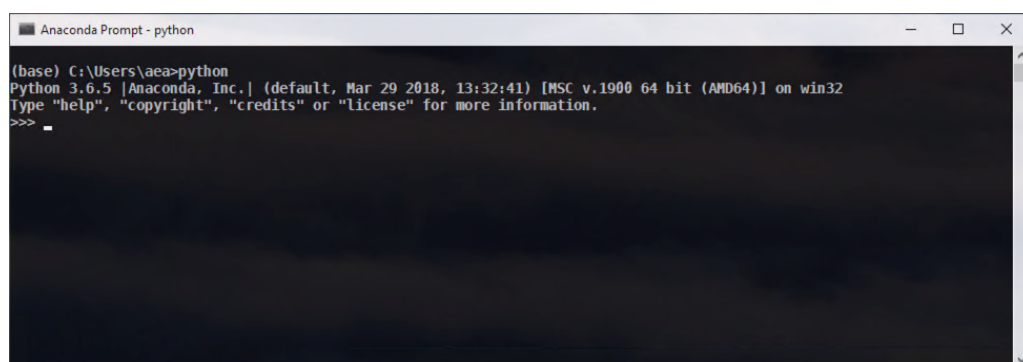 Anaconda Prompt - python
(base) C:\Users\aea>python
Python 3.6.5 |Anaconda, Inc.| (default, Mar 29 2018, 13:32:41) [MSC v.1900 64 bit (AMD64)] on win32
Type "help", "copyright", "credits" or "license" for more information.
>>> _